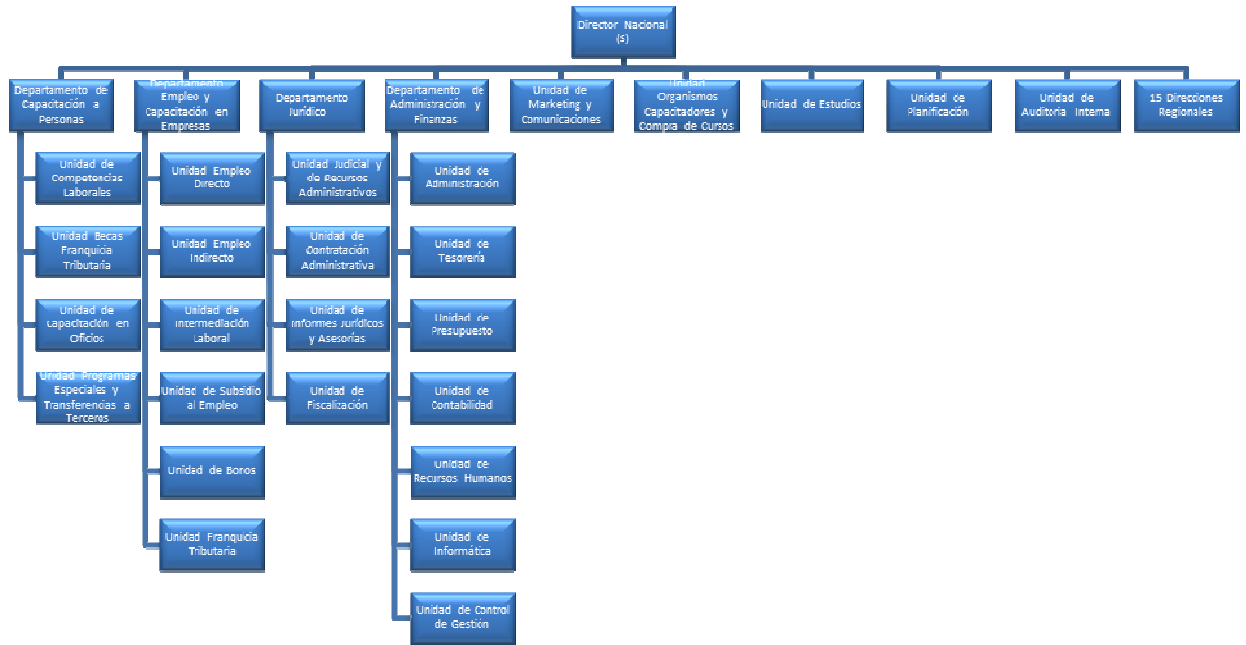 Director Nacional
(s)
Departamento de
Capacitación a
Personas
Departamento
Empleo y
Capacitación en
Empresas
Departamento
Jurídico
Departamento de
Administración y
Finanzas
Unidad de
Marketing y
Comunicaciones
Unidad
Organismos
Capacitadores y
Compra de Cursos
Unidad de Estudios
Unidad de
Planificación
Unidad de
Auditoria Interna
15 Direcciones
Regionales
Unidad de
Competencias
Laborales
Unidad Becas
Franquicia
Tributaria
Unidad de
Capacitación en
Oficios
Unidad Programas
Especiales y
Transferencias a
Terceros
Unidad Empleo
Directo
Unidad Empleo
Indirecto
Unidad de
Intermediación
Laboral
Unidad de Subsidio
al Empleo
Unidad de Bonos
Unidad Franquicia
Tributaria
Unidad Judicial y
de Recursos
Administrativos
Unidad de
Contratación
Administrativa
Unidad de
Informes Jurídicos
y Asesorías
Unidad de
Fiscalización
Unidad de
Administración
Unidad de
Tesorería
Unidad de
Presupuesto
Unidad de
Contabilidad
Unidad de
Recursos Humanos
Unidad de
Informática
Unidad de Control
de Gestión